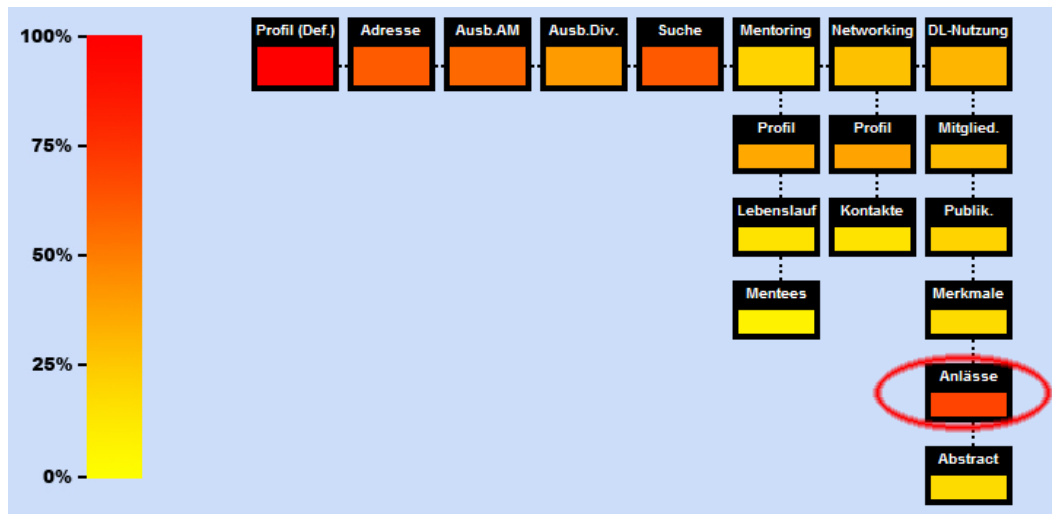 100%
75%
50%
25%
0%
Profil (Def.) Adresse Ausb.AM Ausb.Div. Suche Mentoring Networking DL-Nutzung
Profil Profil Mitglied.
Lebenslauf Kontakte Publik.
Mentees Merkmale
Anlässe
Abstract